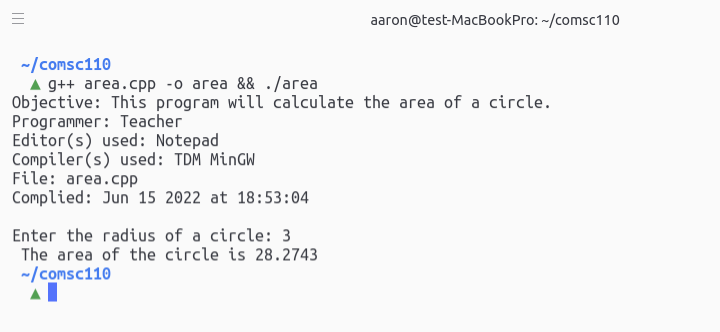 aaron@test-MacBookPro: ~/comsc110
~/comsc110
▲ g++ area.cpp -o area && ./area
Objective: This program will calculate the area of a circle.
Programmer: Teacher
Editor(s) used: Notepad
Compiler(s) used: TDM MinGW
File: area.cpp
Complied: Jun 15 2022 at 18:53:04
Enter the radius of a circle: 3
The area of the circle is 28.2743
~/comsc110
▲